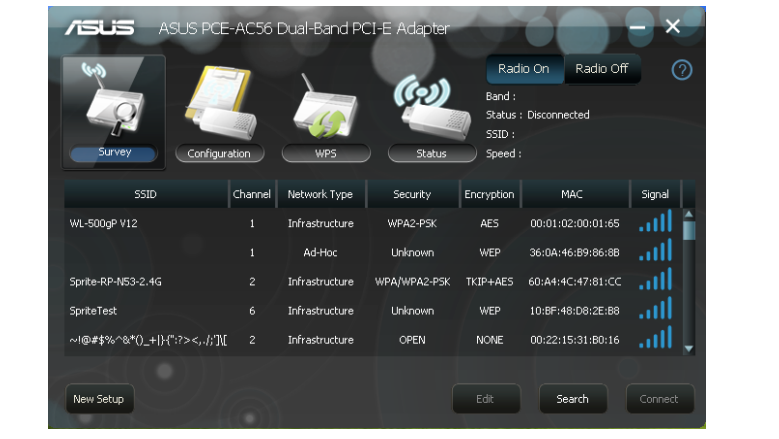 ASUS ASUS PCE-AC56 Dual-Band PCI-E Adapter
Radio On Radio Off ?
Band :
Status : Disconnected
SSID :
Speed :
Survey Configuration WPS Status
SSID Channel Network Type Security Encryption MAC Signal
WL-500gP V12 1 Infrastructure WPA2-PSK AES 00:01:02:00:01:65
1 Ad-Hoc Unknown WEP 36:0A:46:B9:86:8B
Sprite-RP-N53-2.4G 2 Infrastructure WPA/WPA2-PSK TKIP+AES 60:A4:4C:47:81:CC
SpriteTest 6 Infrastructure Unknown WEP 10:BF:48:D8:2E:B8
~!@#$%^&*()_+|}{":?><,./;']\[ 2 Infrastructure OPEN NONE 00:22:15:31:B0:16
New Setup Edit Search Connect